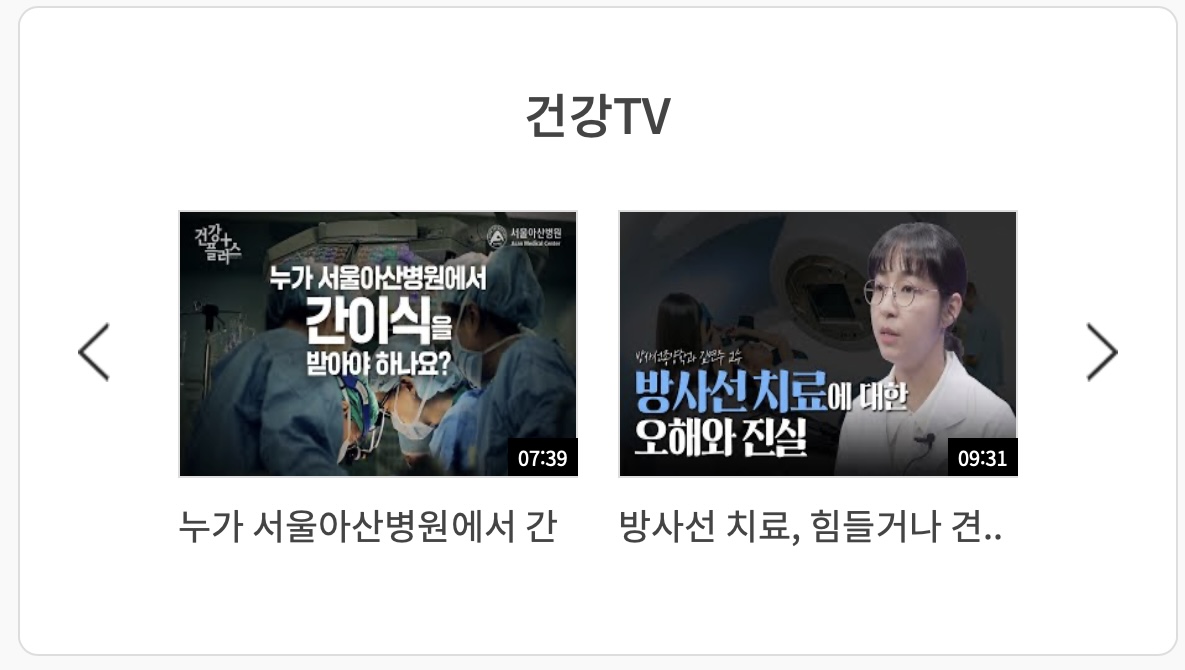 건강TV
건강+
플러스
서울아산병원
Asan Medical Center
누가 서울아산병원에서
간이식을
받아야 하나요?
07:39
방사선종양학과 김연주 교수
방사선 치료에 대한
오해와 진실
09:31
누가 서울아산병원에서 간
방사선 치료, 힘들거나 견..